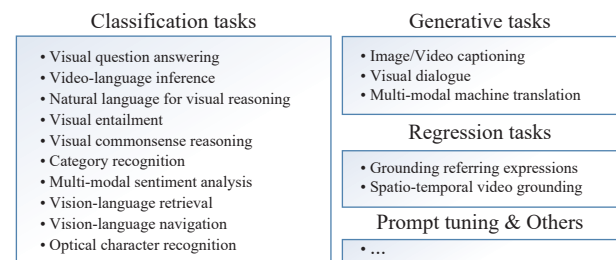 Classification tasks
• Visual question answering
• Video-language inference
• Natural language for visual reasoning
• Visual entailment
• Visual commonsense reasoning
• Category recognition
• Multi-modal sentiment analysis
• Vision-language retrieval
• Vision-language navigation
• Optical character recognition
Generative tasks
• Image/Video captioning
• Visual dialogue
• Multi-modal machine translation
Regression tasks
• Grounding referring expressions
• Spatio-temporal video grounding
Prompt tuning & Others
• ...